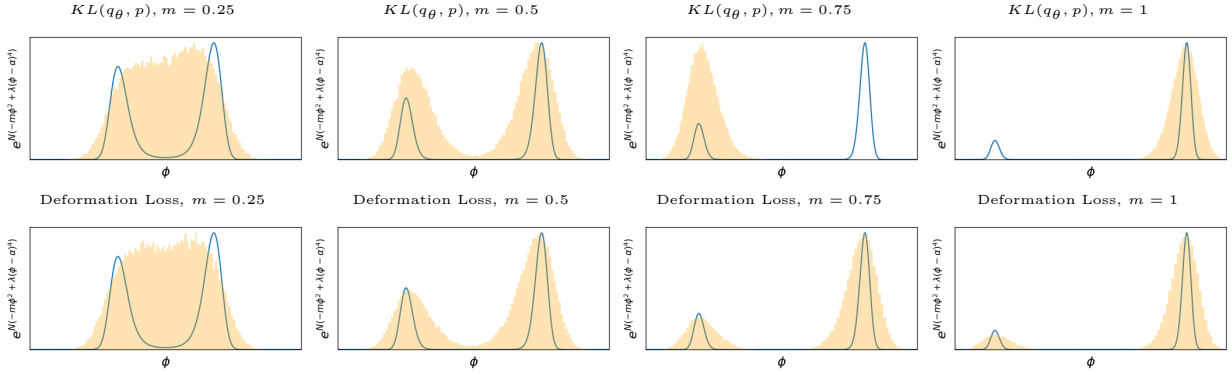 KL(qθ, p), m = 0.25
KL(qθ, p), m = 0.5
KL(qθ, p), m = 0.75
KL(qθ, p), m = 1
e^N(−mϕ² + λ(ϕ − α)⁴)
e^N(−mϕ² + λ(ϕ − α)⁴)
e^N(−mϕ² + λ(ϕ − α)⁴)
e^N(−mϕ² + λ(ϕ − α)⁴)
ϕ
ϕ
ϕ
ϕ
Deformation Loss, m = 0.25
Deformation Loss, m = 0.5
Deformation Loss, m = 0.75
Deformation Loss, m = 1
e^N(−mϕ² + λ(ϕ − α)⁴)
e^N(−mϕ² + λ(ϕ − α)⁴)
e^N(−mϕ² + λ(ϕ − α)⁴)
e^N(−mϕ² + λ(ϕ − α)⁴)
ϕ
ϕ
ϕ
ϕ